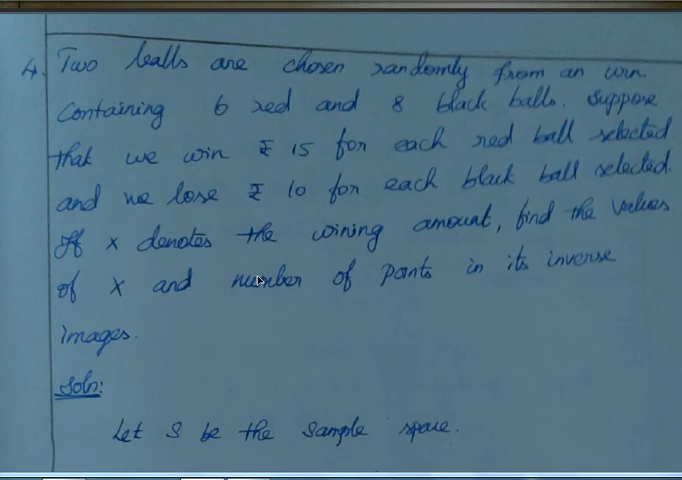 4. Two balls are chosen randomly from an urn
containing 6 red and 8 black balls. Suppose
that we win ₹ 15 for each red ball selected
and we lose ₹ 10 for each black ball selected.
If X denotes the wining amount, find the values
of X and number of points in its inverse
images.
Soln:
Let S be the sample space.